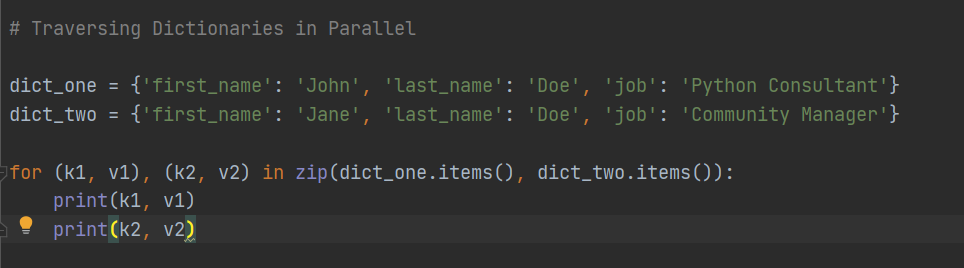 # Traversing Dictionaries in Parallel
dict_one = {'first_name': 'John', 'last_name': 'Doe', 'job': 'Python Consultant'}
dict_two = {'first_name': 'Jane', 'last_name': 'Doe', 'job': 'Community Manager'}
for (k1, v1), (k2, v2) in zip(dict_one.items(), dict_two.items()):
    print(k1, v1)
    print(k2, v2)